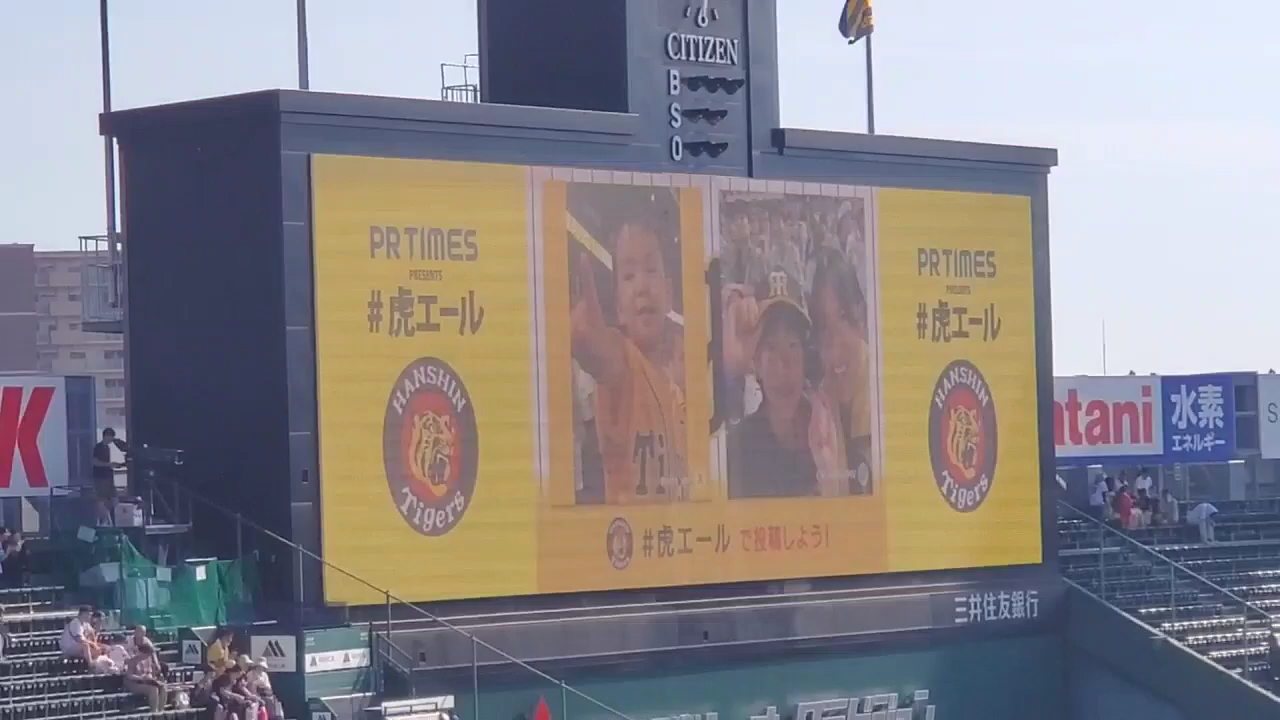 CITIZEN
B
S
O
PR TIMES
PRESENTS
#虎エール
HANSHIN
Tigers
PR TIMES
PRESENTS
#虎エール
HANSHIN
Tigers
#虎エール で投稿しよう!
三井住友銀行
K
atani
水素
エネルギー
S